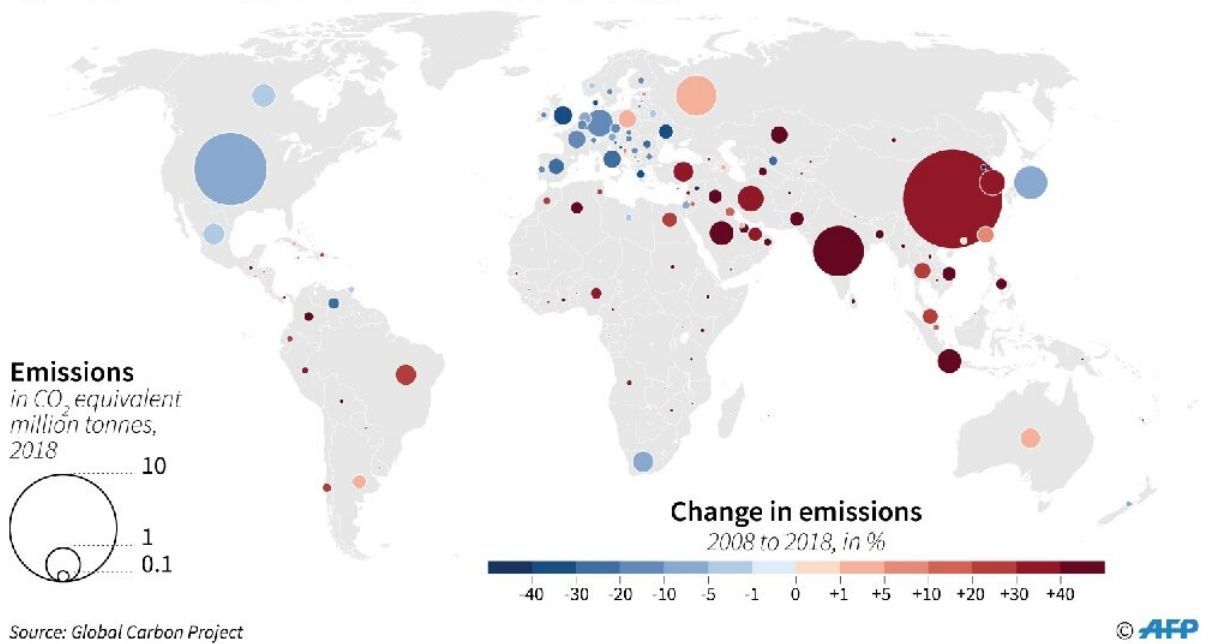 Emissions
in CO2 equivalent
million tonnes,
2018
10
1
0.1
Change in emissions
2008 to 2018, in %
-40 -30 -20 -10 -5 -1 0 +1 +5 +10 +20 +30 +40
Source: Global Carbon Project
© AFP